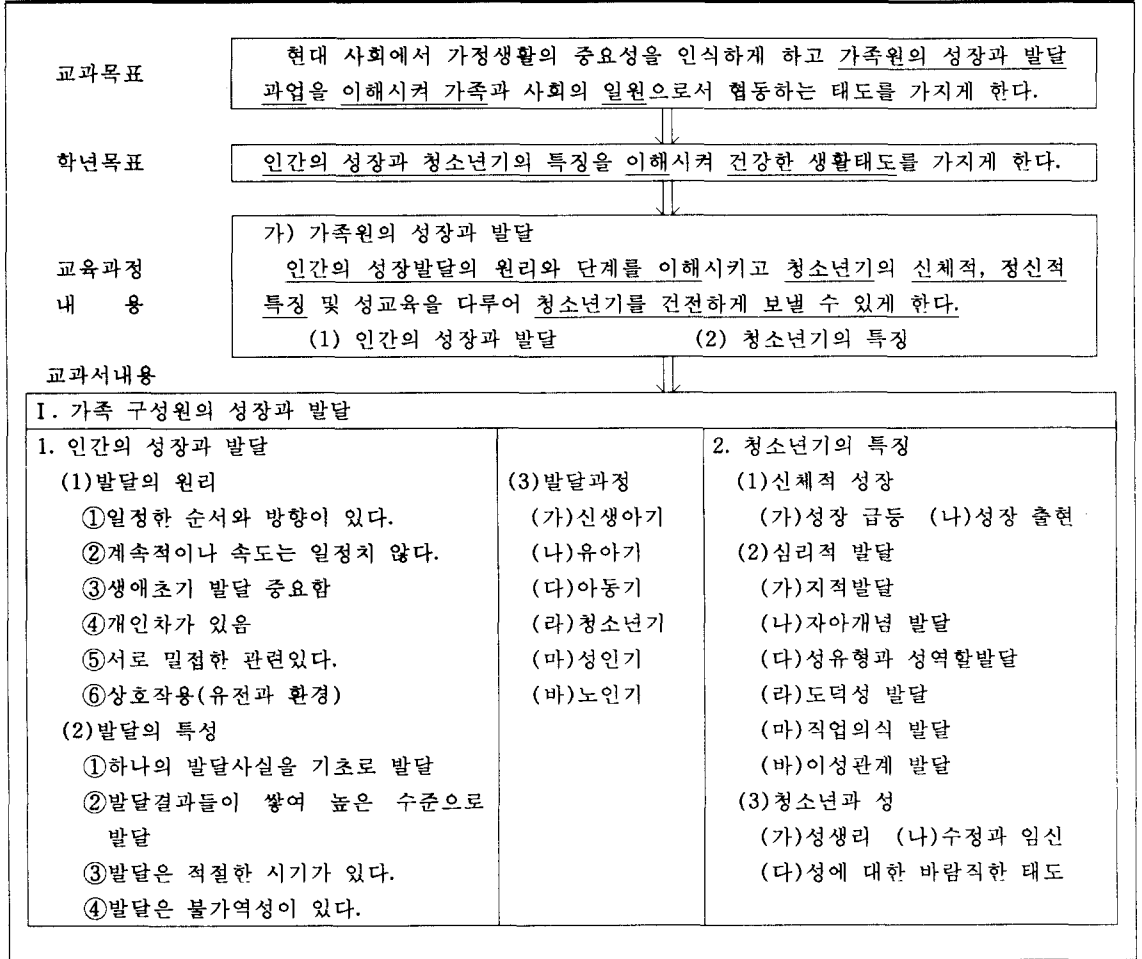 교과목표
현대 사회에서 가정생활의 중요성을 인식하게 하고 가족원의 성장과 발달
과업을 이해시켜 가족과 사회의 일원으로서 협동하는 태도를 가지게 한다.
학년목표
인간의 성장과 청소년기의 특징을 이해시켜 건강한 생활태도를 가지게 한다.
교육과정
내 용
가) 가족원의 성장과 발달
인간의 성장발달의 원리와 단계를 이해시키고 청소년기의 신체적, 정신적
특징 및 성교육을 다루어 청소년기를 건전하게 보낼 수 있게 한다.
(1) 인간의 성장과 발달 (2) 청소년기의 특징
교과서내용
I. 가족 구성원의 성장과 발달
1. 인간의 성장과 발달
(1)발달의 원리
①일정한 순서와 방향이 있다.
②계속적이나 속도는 일정치 않다.
③생애초기 발달 중요함
④개인차가 있음
⑤서로 밀접한 관련있다.
⑥상호작용(유전과 환경)
(2)발달의 특성
①하나의 발달사실을 기초로 발달
②발달결과들이 쌓여 높은 수준으로
발달
③발달은 적절한 시기가 있다.
④발달은 불가역성이 있다.
(3)발달과정
(가)신생아기
(나)유아기
(다)아동기
(라)청소년기
(마)성인기
(바)노인기
2. 청소년기의 특징
(1)신체적 성장
(가)성장 급등 (나)성장 출현
(2)심리적 발달
(가)지적발달
(나)자아개념 발달
(다)성유형과 성역할발달
(라)도덕성 발달
(마)직업의식 발달
(바)이성관계 발달
(3)청소년과 성
(가)성생리 (나)수정과 임신
(다)성에 대한 바람직한 태도